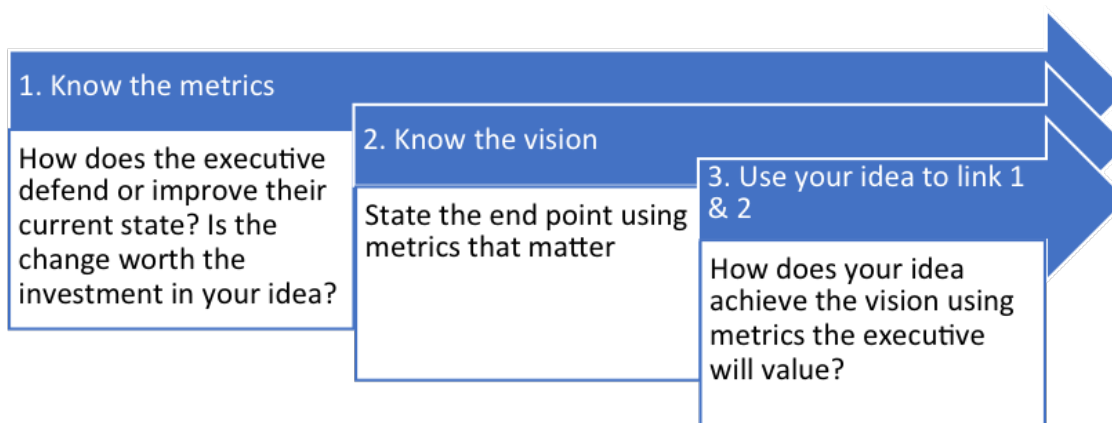 1. Know the metrics
How does the executive
defend or improve their
current state? Is the
change worth the
investment in your idea?
2. Know the vision
State the end point using
metrics that matter
3. Use your idea to link 1
& 2
How does your idea
achieve the vision using
metrics the executive
will value?